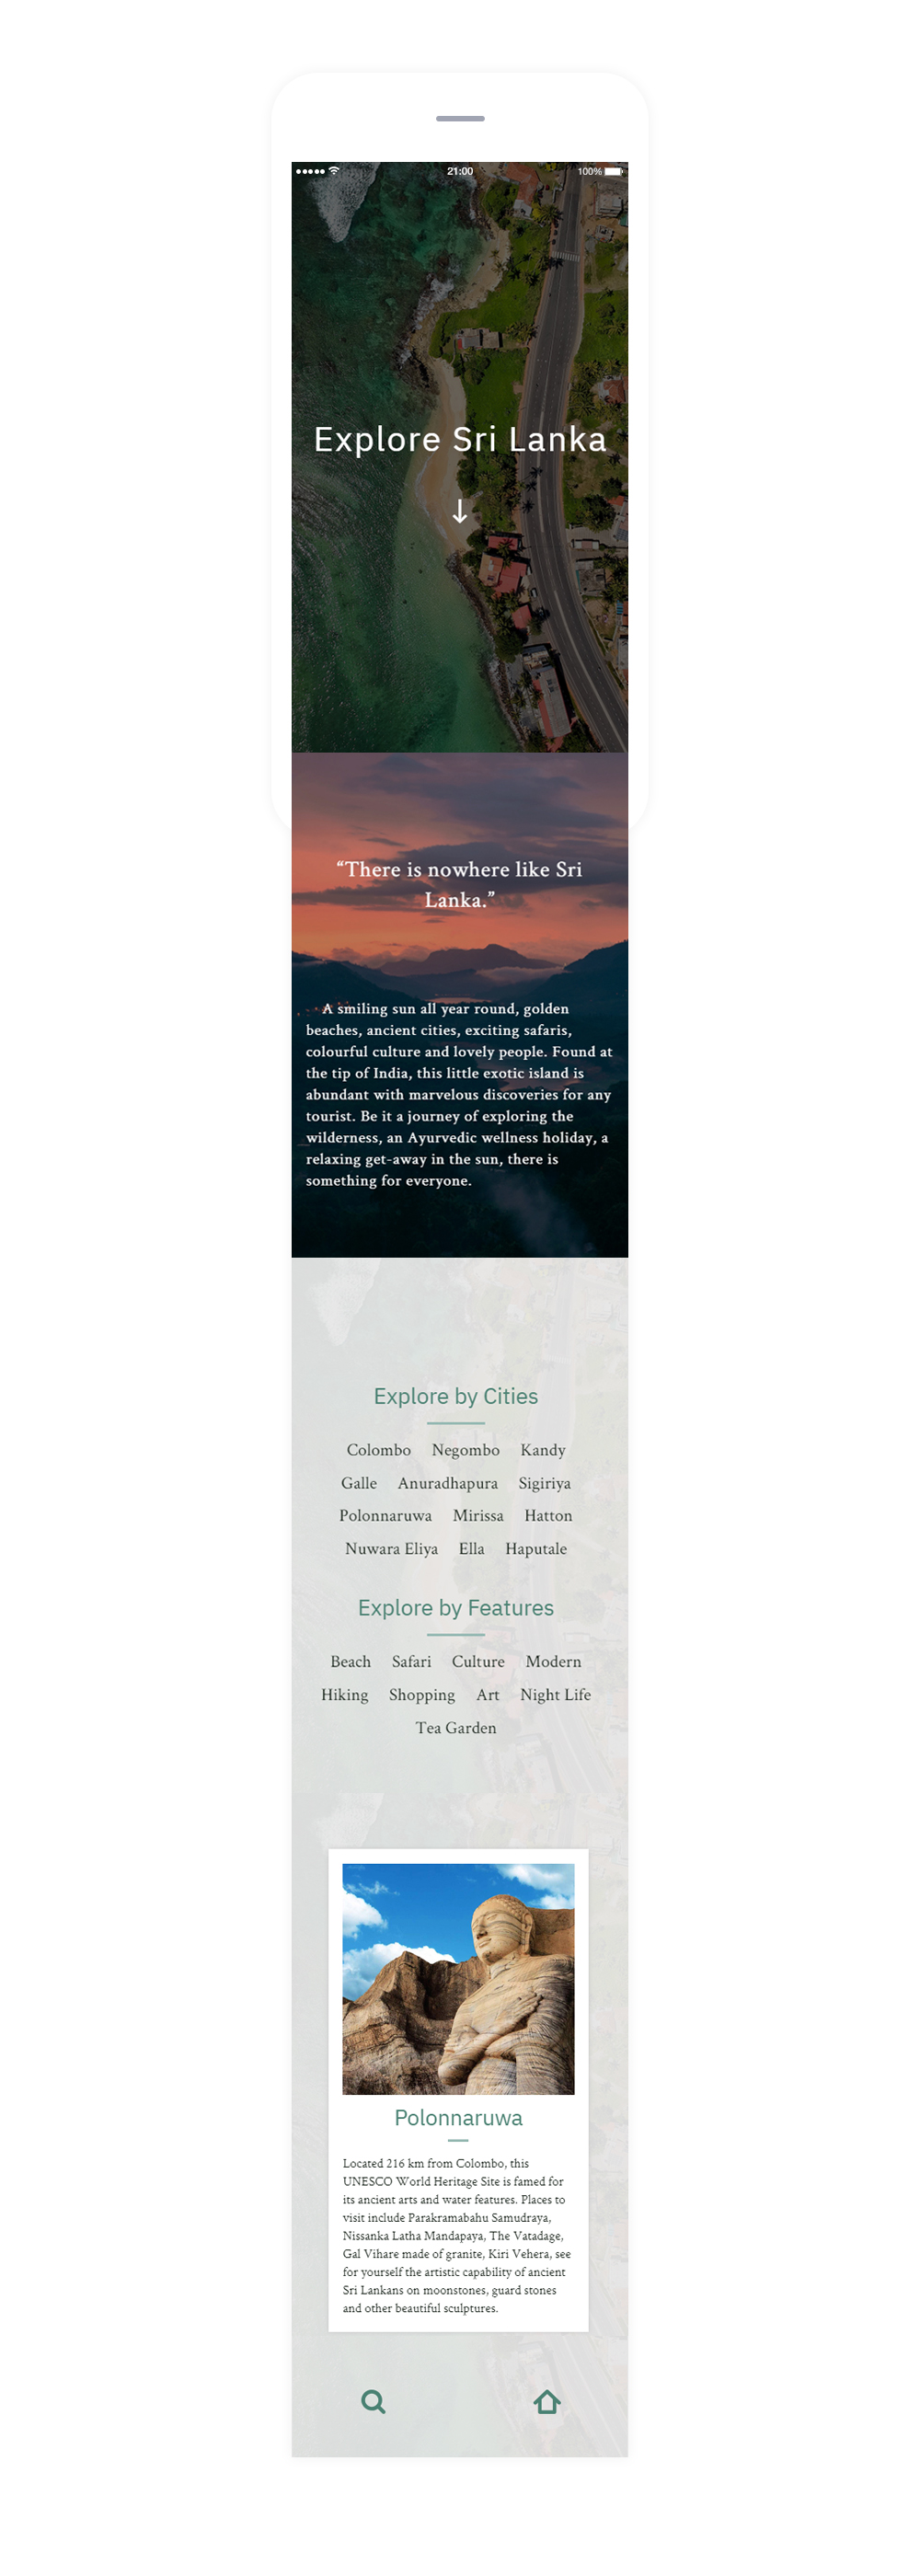 21:00
100%
Explore Sri Lanka
“There is nowhere like Sri
Lanka.”
A smiling sun all year round, golden
beaches, ancient cities, exciting safaris,
colourful culture and lovely people. Found at
the tip of India, this little exotic island is
abundant with marvelous discoveries for any
tourist. Be it a journey of exploring the
wilderness, an Ayurvedic wellness holiday, a
relaxing get-away in the sun, there is
something for everyone.
Explore by Cities
Colombo Negombo Kandy
Galle Anuradhapura Sigiriya
Polonnaruwa Mirissa Hatton
Nuwara Eliya Ella Haputale
Explore by Features
Beach Safari Culture Modern
Hiking Shopping Art Night Life
Tea Garden
Polonnaruwa
Located 216 km from Colombo, this
UNESCO World Heritage Site is famed for
its ancient arts and water features. Places to
visit include Parakramabahu Samudraya,
Nissanka Latha Mandapaya, The Vatadage,
Gal Vihare made of granite, Kiri Vehera, see
for yourself the artistic capability of ancient
Sri Lankans on moonstones, guard stones
and other beautiful sculptures.